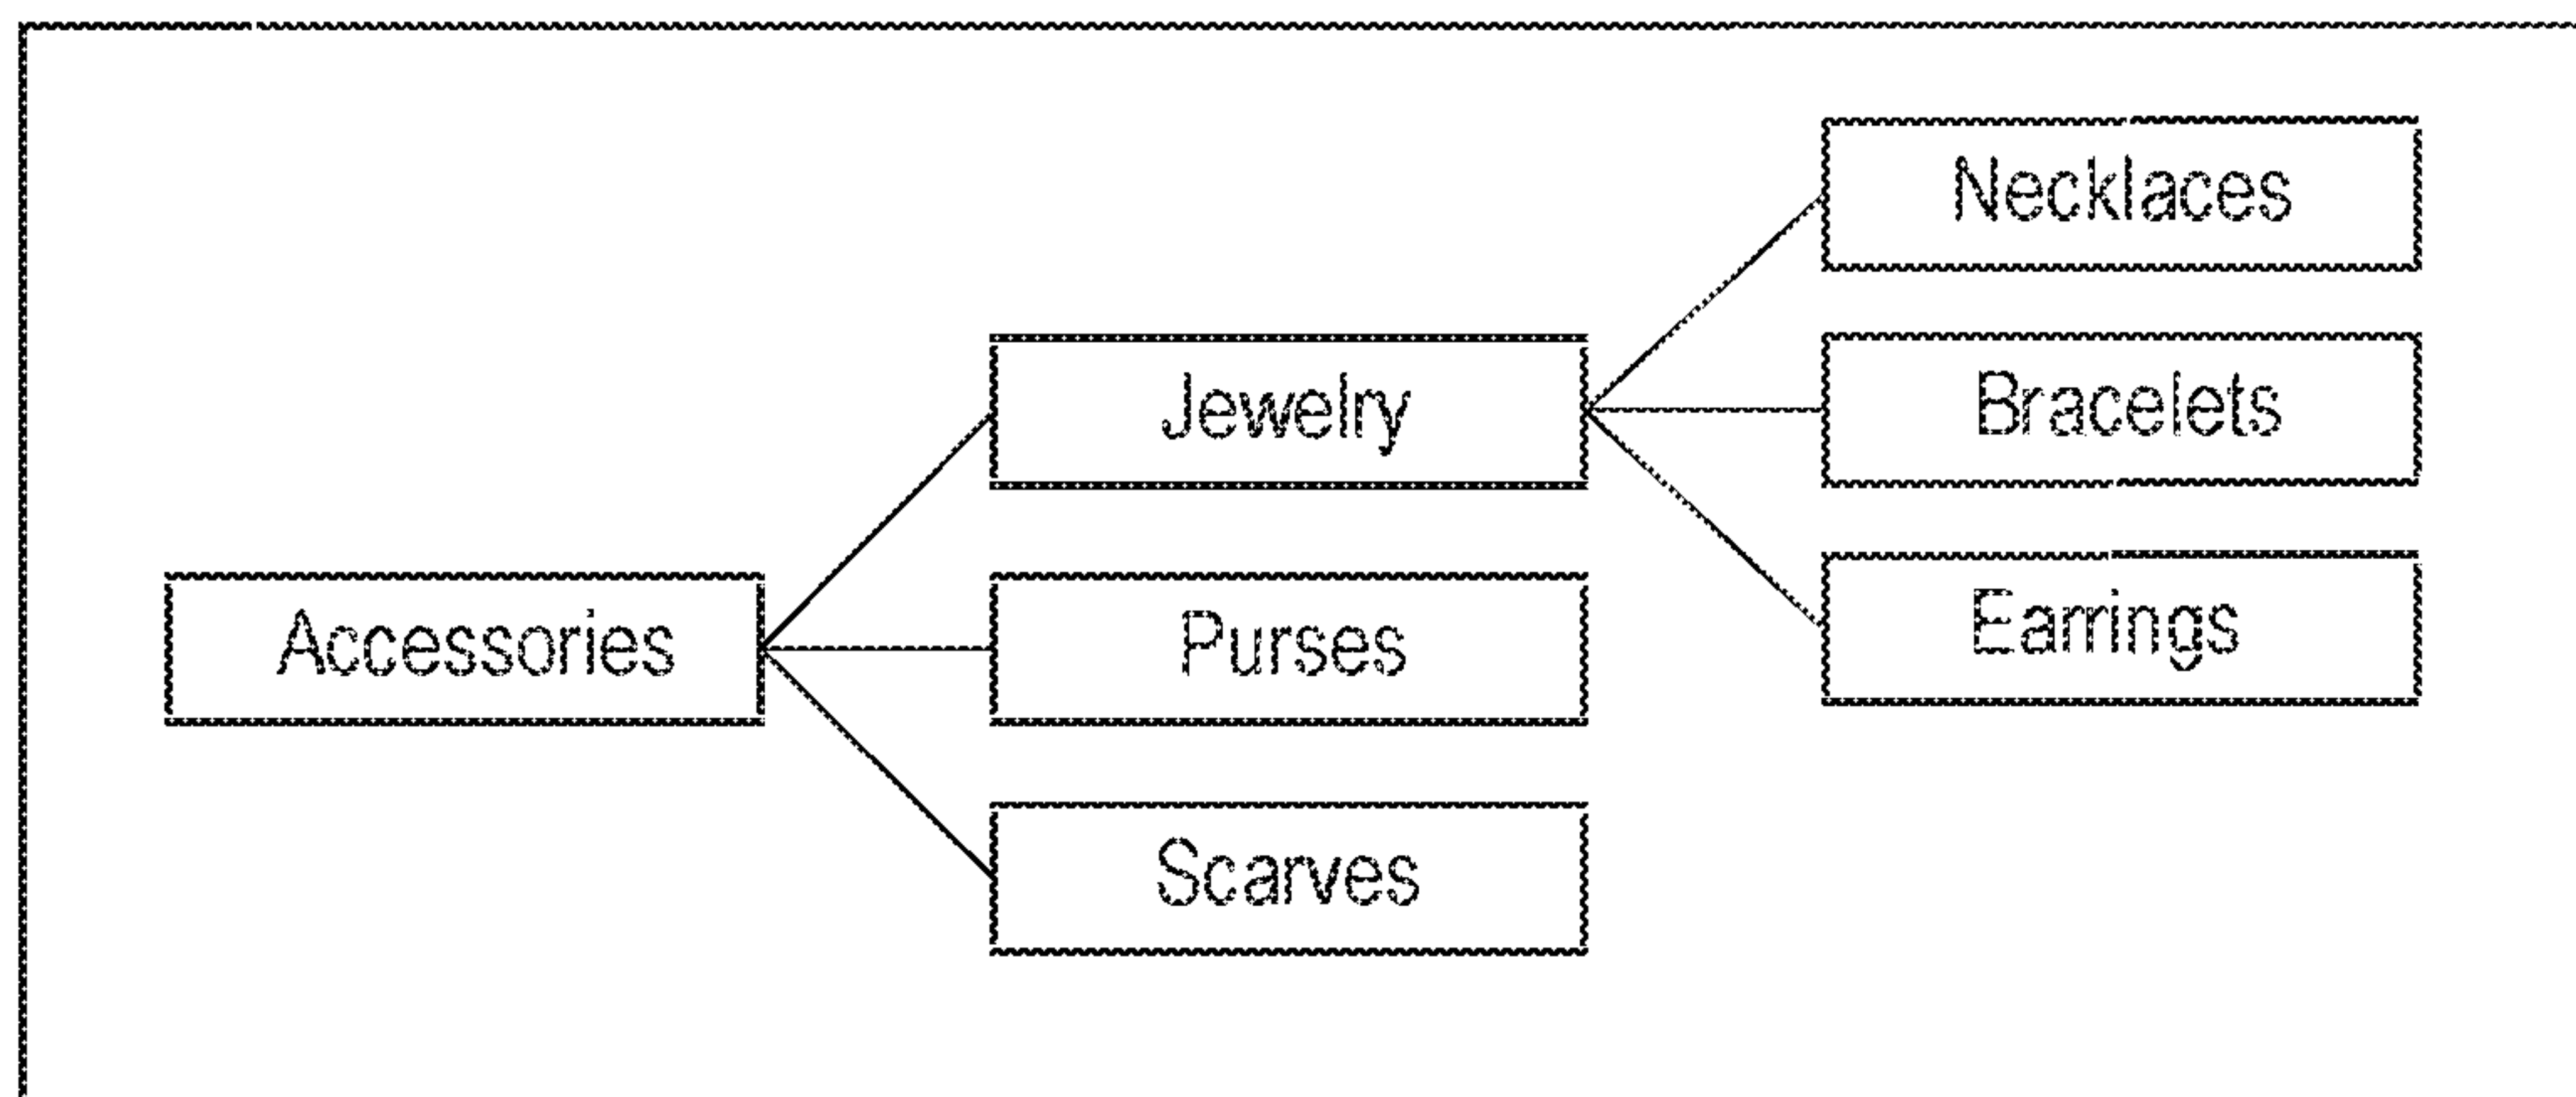 Necklaces
Jewelry
Bracelets
Accessories
Purses
Earrings
Scarves